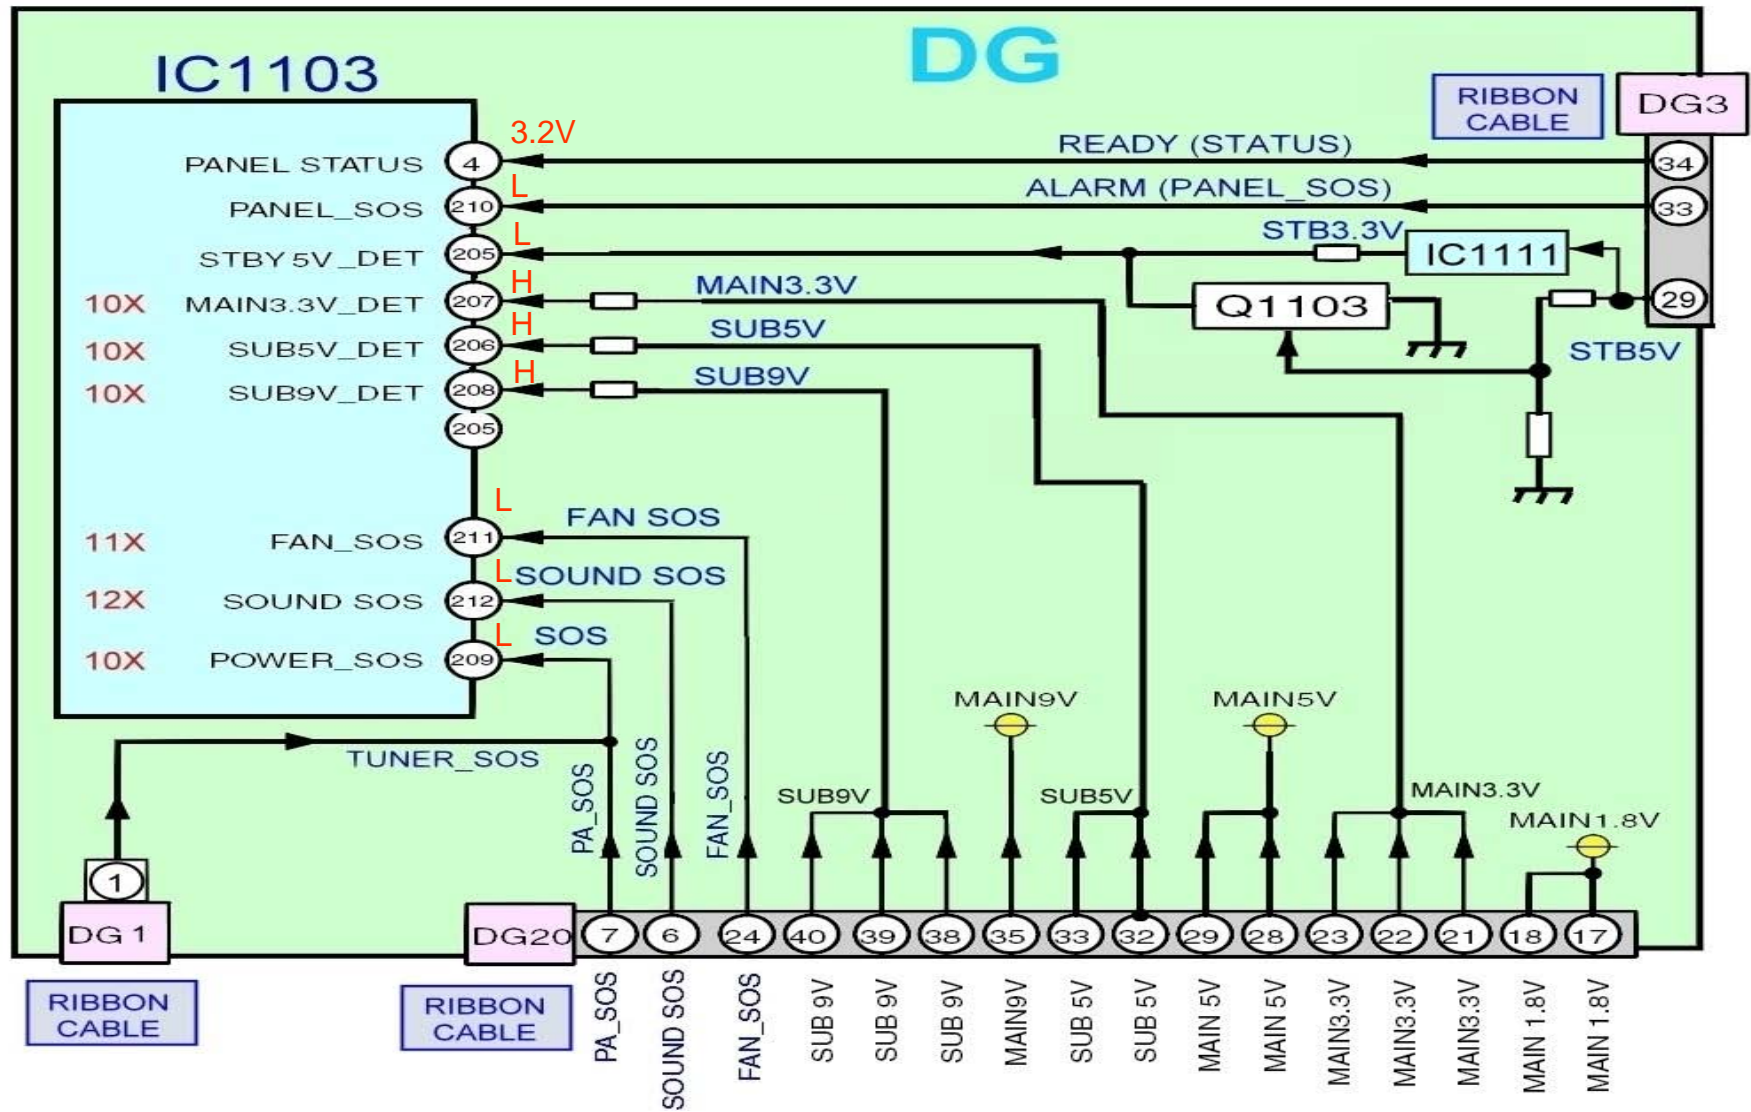 DG
IC1103
RIBBON
CABLE
DG3
3.2V
PANEL STATUS
4
READY (STATUS)
34
L
PANEL_SOS
210
ALARM (PANEL_SOS)
33
L
STBY 5V_DET
205
STB3.3V
IC1111
H
10X
MAIN3.3V_DET
207
MAIN3.3V
Q1103
29
H
10X
SUB5V_DET
206
SUB5V
STB5V
H
10X
SUB9V_DET
208
SUB9V
205
L
11X
FAN_SOS
211
FAN SOS
L
12X
SOUND SOS
212
SOUND SOS
L
10X
POWER_SOS
209
SOS
TUNER_SOS
PA_SOS
SOUND SOS
FAN_SOS
SUB9V
MAIN9V
SUB5V
MAIN5V
MAIN3.3V
MAIN1.8V
1
DG1
DG20
7
6
24
40
39
38
35
33
32
29
28
23
22
21
18
17
RIBBON
CABLE
RIBBON
CABLE
PA_SOS
SOUND SOS
FAN_SOS
SUB 9V
SUB 9V
SUB 9V
MAIN9V
SUB 5V
SUB 5V
MAIN 5V
MAIN 5V
MAIN3.3V
MAIN3.3V
MAIN3.3V
MAIN 1.8V
MAIN 1.8V